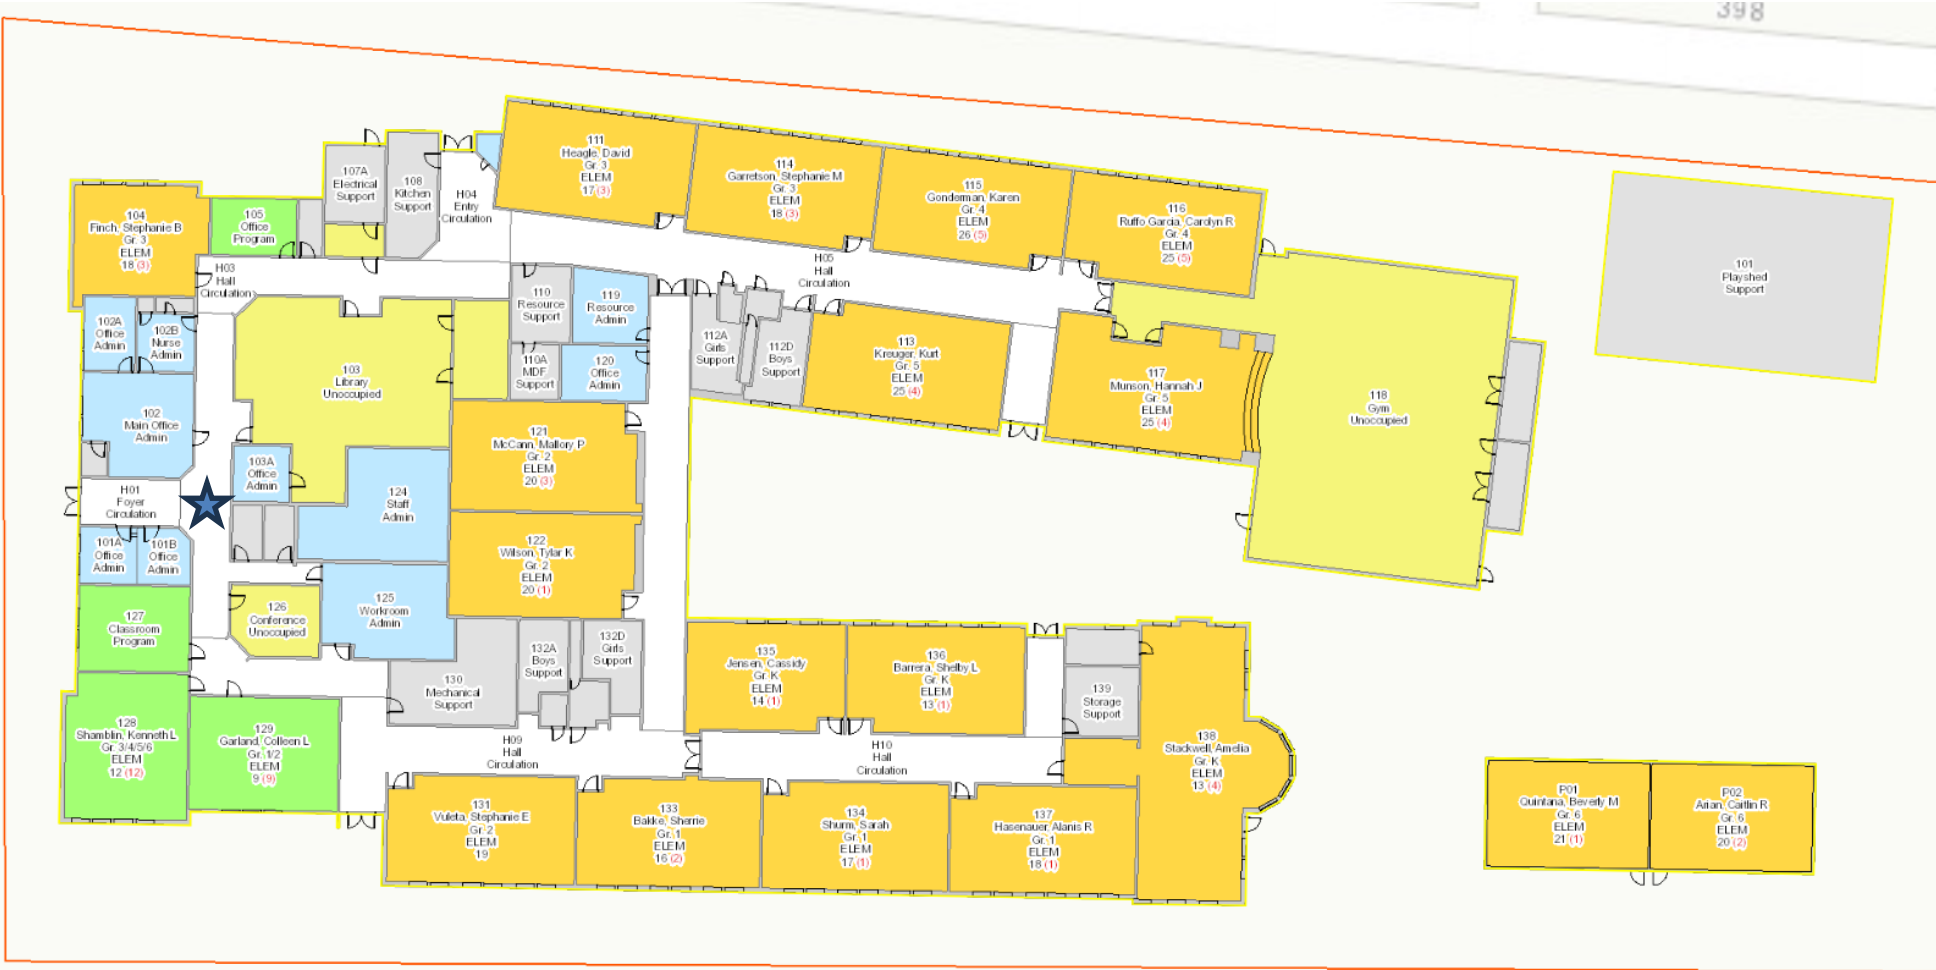 398
111
Heagle, David
Gr. 3
ELEM
17 (3)
114
Garretson, Stephanie M
Gr. 3
ELEM
18 (3)
115
Gonderman, Karen
Gr. 4
ELEM
26 (5)
116
Ruffo Garcia, Carolyn R
Gr. 4
ELEM
25 (5)
107A
Electrical
Support
108
Kitchen
Support
H04
Entry
Circulation
104
Finch, Stephanie B
Gr. 3
ELEM
18 (3)
105
Office
Program
H03
Hall
Circulation
H05
Hall
Circulation
101
Playshed
Support
102A
Office
Admin
102B
Nurse
Admin
110
Resource
Support
119
Resource
Admin
112A
Girls
Support
112D
Boys
Support
113
Kreuger, Kurt
Gr. 5
ELEM
25 (4)
117
Munson, Hannah J
Gr. 5
ELEM
25 (4)
118
Gym
Unoccupied
103
Library
Unoccupied
110A
MDF
Support
120
Office
Admin
102
Main Office
Admin
103A
Office
Admin
121
McCann, Mallory P
Gr. 2
ELEM
20 (3)
H01
Foyer
Circulation
124
Staff
Admin
101A
Office
Admin
101B
Office
Admin
122
Wilson, Tylar K
Gr. 2
ELEM
20 (1)
127
Classroom
Program
126
Conference
Unoccupied
125
Workroom
Admin
132A
Boys
Support
132D
Girls
Support
130
Mechanical
Support
135
Jensen, Cassidy
Gr. K
ELEM
14 (1)
136
Barrera, Shelby L
Gr. K
ELEM
13 (1)
139
Storage
Support
128
Shamblin, Kenneth L
Gr. 3/4/5/6
ELEM
12 (12)
129
Garland, Colleen L
Gr. 1/2
ELEM
9 (9)
H09
Hall
Circulation
H10
Hall
Circulation
138
Stackwell, Amelia
Gr. K
ELEM
13 (4)
131
Vuleta, Stephanie E
Gr. 2
ELEM
19
133
Bakke, Sherrie
Gr. 1
ELEM
16 (2)
134
Shurm, Sarah
Gr. 1
ELEM
17 (1)
137
Hasenauer, Alanis R
Gr. 1
ELEM
18 (1)
P01
Quintana, Beverly M
Gr. 6
ELEM
21 (1)
P02
Arian, Caitlin R
Gr. 6
ELEM
20 (2)